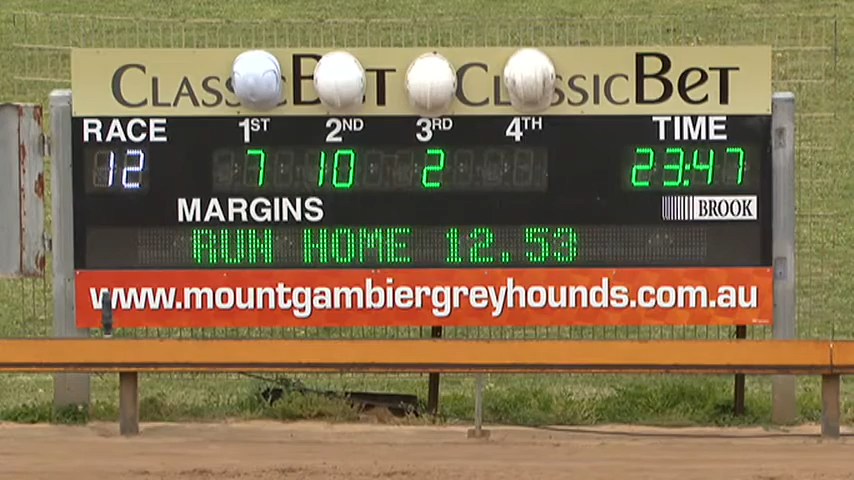 CLASSICBET CLASSICBET
RACE 1ST 2ND 3RD 4TH TIME
12 7 10 2 23:47
MARGINS BROOK
RUN HOME 12.53
www.mountgambiergreyhounds.com.au